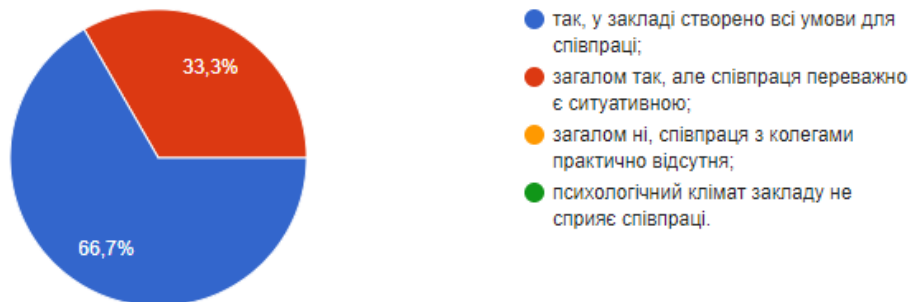 33,3%
66,7%
так, у закладі створено всі умови для
співпраці;
загалом так, але співпраця переважно
є ситуативною;
загалом ні, співпраця з колегами
практично відсутня;
психологічний клімат закладу не
сприяє співпраці.